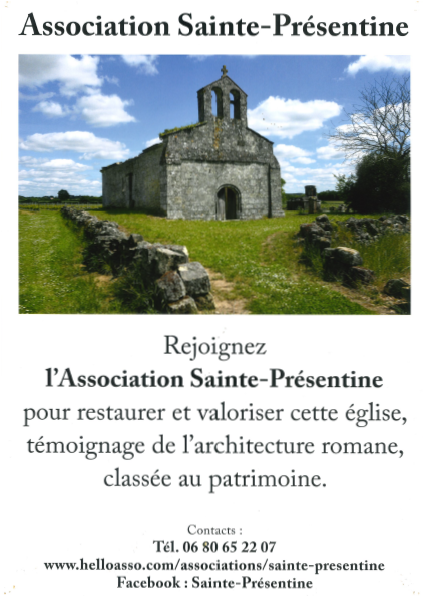 Association Sainte-Présentine
Rejoignez
l'Association Sainte-Présentine
pour restaurer et valoriser cette église,
témoignage de l'architecture romane,
classée au patrimoine.
Contacts :
Tél. 06 80 65 22 07
www.helloasso.com/associations/sainte-presentine
Facebook : Sainte-Présentine